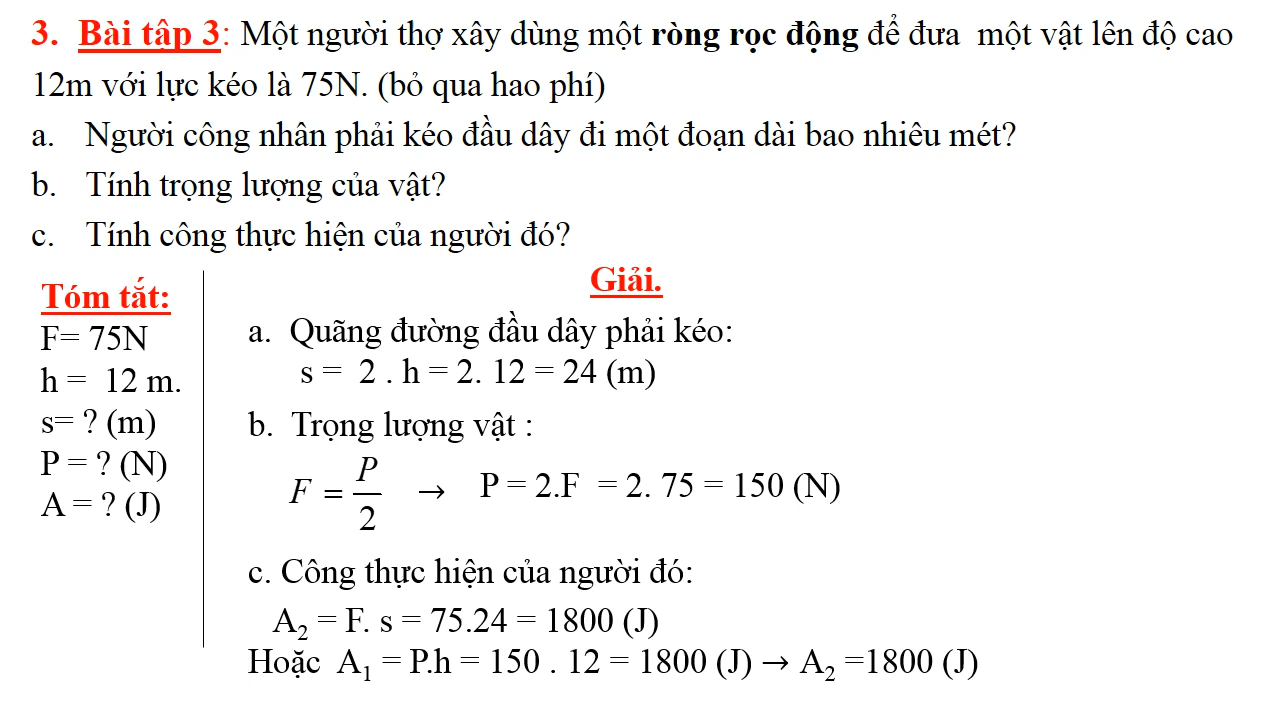 3. Bài tập 3: Một người thợ xây dùng một ròng rọc động để đưa một vật lên độ cao
12m với lực kéo là 75N. (bỏ qua hao phí)
a. Người công nhân phải kéo đầu dây đi một đoạn dài bao nhiêu mét?
b. Tính trọng lượng của vật?
c. Tính công thực hiện của người đó?
Tóm tắt:
F= 75N
h = 12 m.
s= ? (m)
P = ? (N)
A = ? (J)
Giải.
a. Quãng đường đầu dây phải kéo:
s = 2 . h = 2. 12 = 24 (m)
b. Trọng lượng vật :
F = P/2 → P = 2.F = 2. 75 = 150 (N)
c. Công thực hiện của người đó:
A₂ = F. s = 75.24 = 1800 (J)
Hoặc A₁ = P.h = 150 . 12 = 1800 (J) → A₂ =1800 (J)